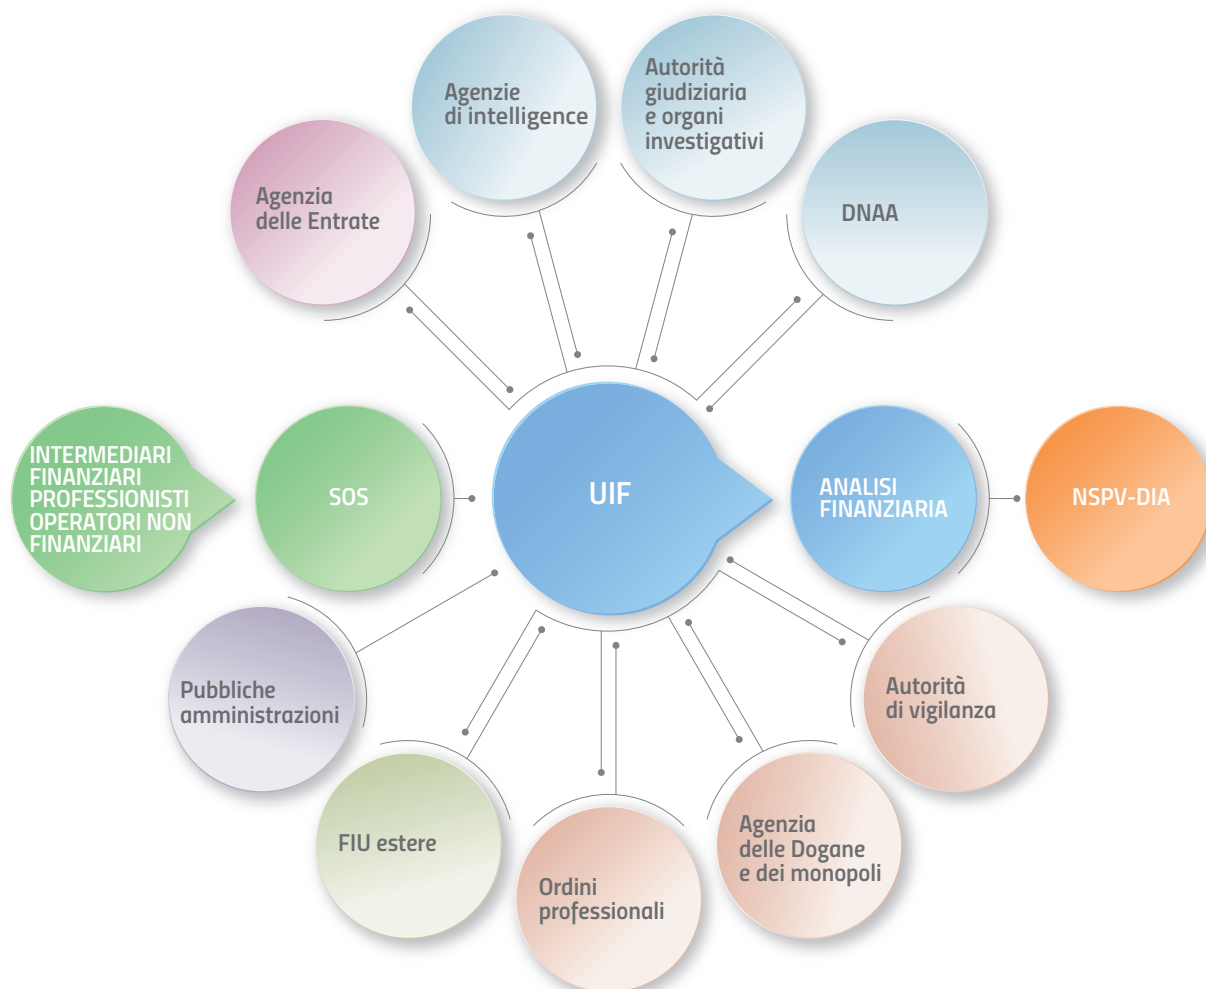 Agenzie
di intelligence
Autorità
giudiziaria
e organi
investigativi
Agenzia
delle Entrate
DNAA
INTERMEDIARI
FINANZIARI
PROFESSIONISTI
OPERATORI NON
FINANZIARI
SOS
UIF
ANALISI
FINANZIARIA
NSPV-DIA
Pubbliche
amministrazioni
Autorità
di vigilanza
FIU estere
Ordini
professionali
Agenzia
delle Dogane
e dei monopoli